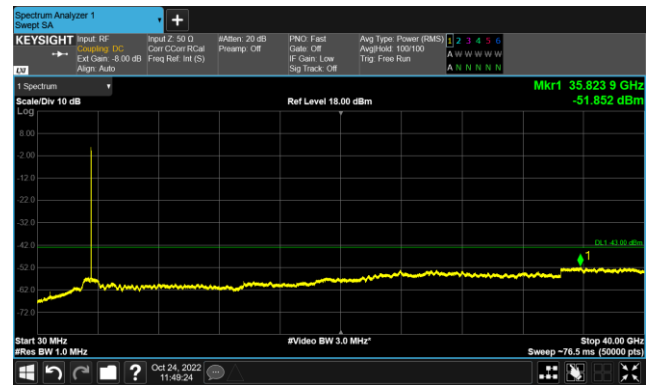 Spectrum Analyzer 1
Swept SA
KEYSIGHT
Input: RF
Coupling: DC
Ext Gain: -8.00 dB
Align: Auto
Input Z: 50 Ω
Corr CCorr RCal
Freq Ref: Int (S)
#Atten: 20 dB
Preamp: Off
PNO: Fast
Gate: Off
IF Gain: Low
Sig Track: Off
Avg Type: Power (RMS)
Avg|Hold: 100/100
Trig: Free Run
1 2 3 4 5 6
A W W W W W
A N N N N N
LXI
1 Spectrum
Mkr1 35.823 9 GHz
Scale/Div 10 dB
Ref Level 18.00 dBm
-51.852 dBm
Log
8.00
-2.00
-12.0
-22.0
-32.0
-42.0
DL1 -43.00 dBm
1
-52.0
-62.0
-72.0
Start 30 MHz
#Video BW 3.0 MHz*
Stop 40.00 GHz
#Res BW 1.0 MHz
Sweep ~76.5 ms (50000 pts)
?
Oct 24, 2022
11:49:24